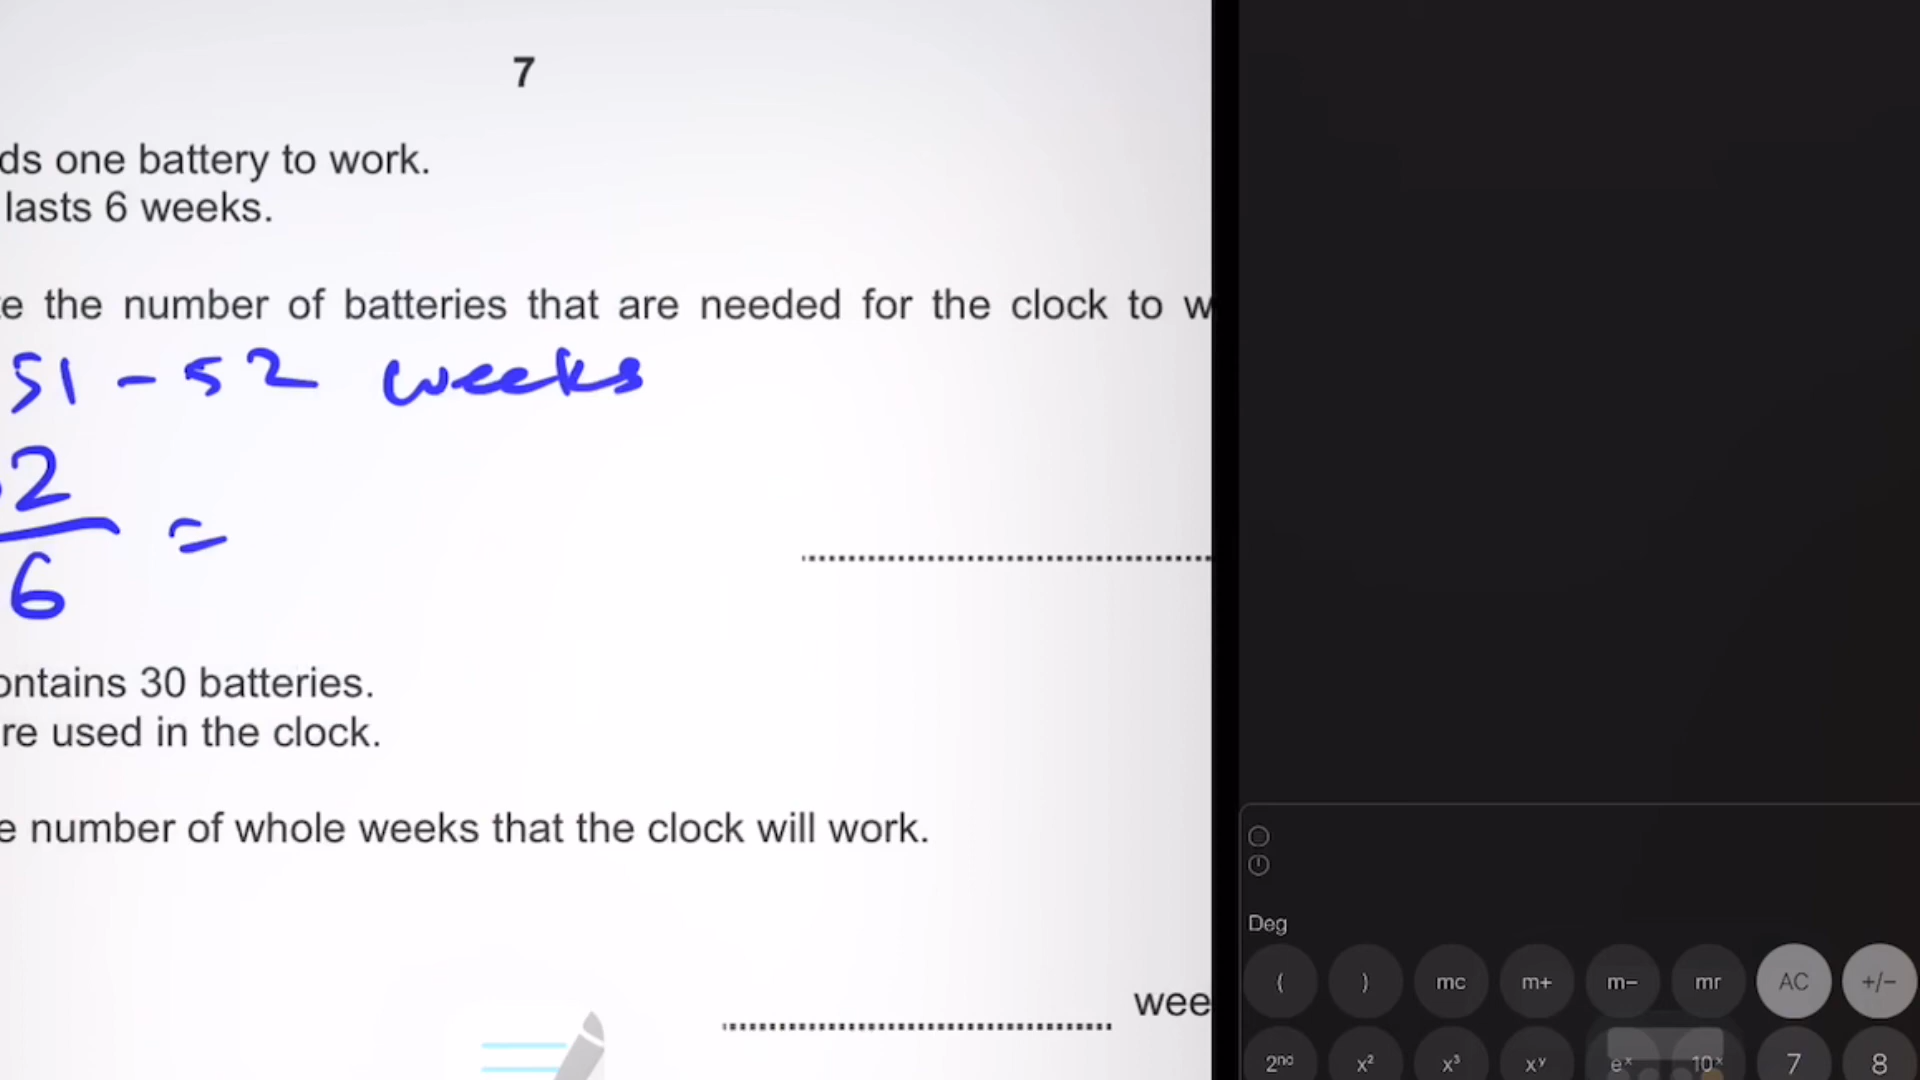 7
ds one battery to work.
lasts 6 weeks.
e the number of batteries that are needed for the clock to w
51 - 52 weeks
2
6 =
ontains 30 batteries.
re used in the clock.
e number of whole weeks that the clock will work.
wee
Deg
( ) mc m+ m− mr AC +/−
2nd x² x³ xʸ eˣ 10ˣ 7 8